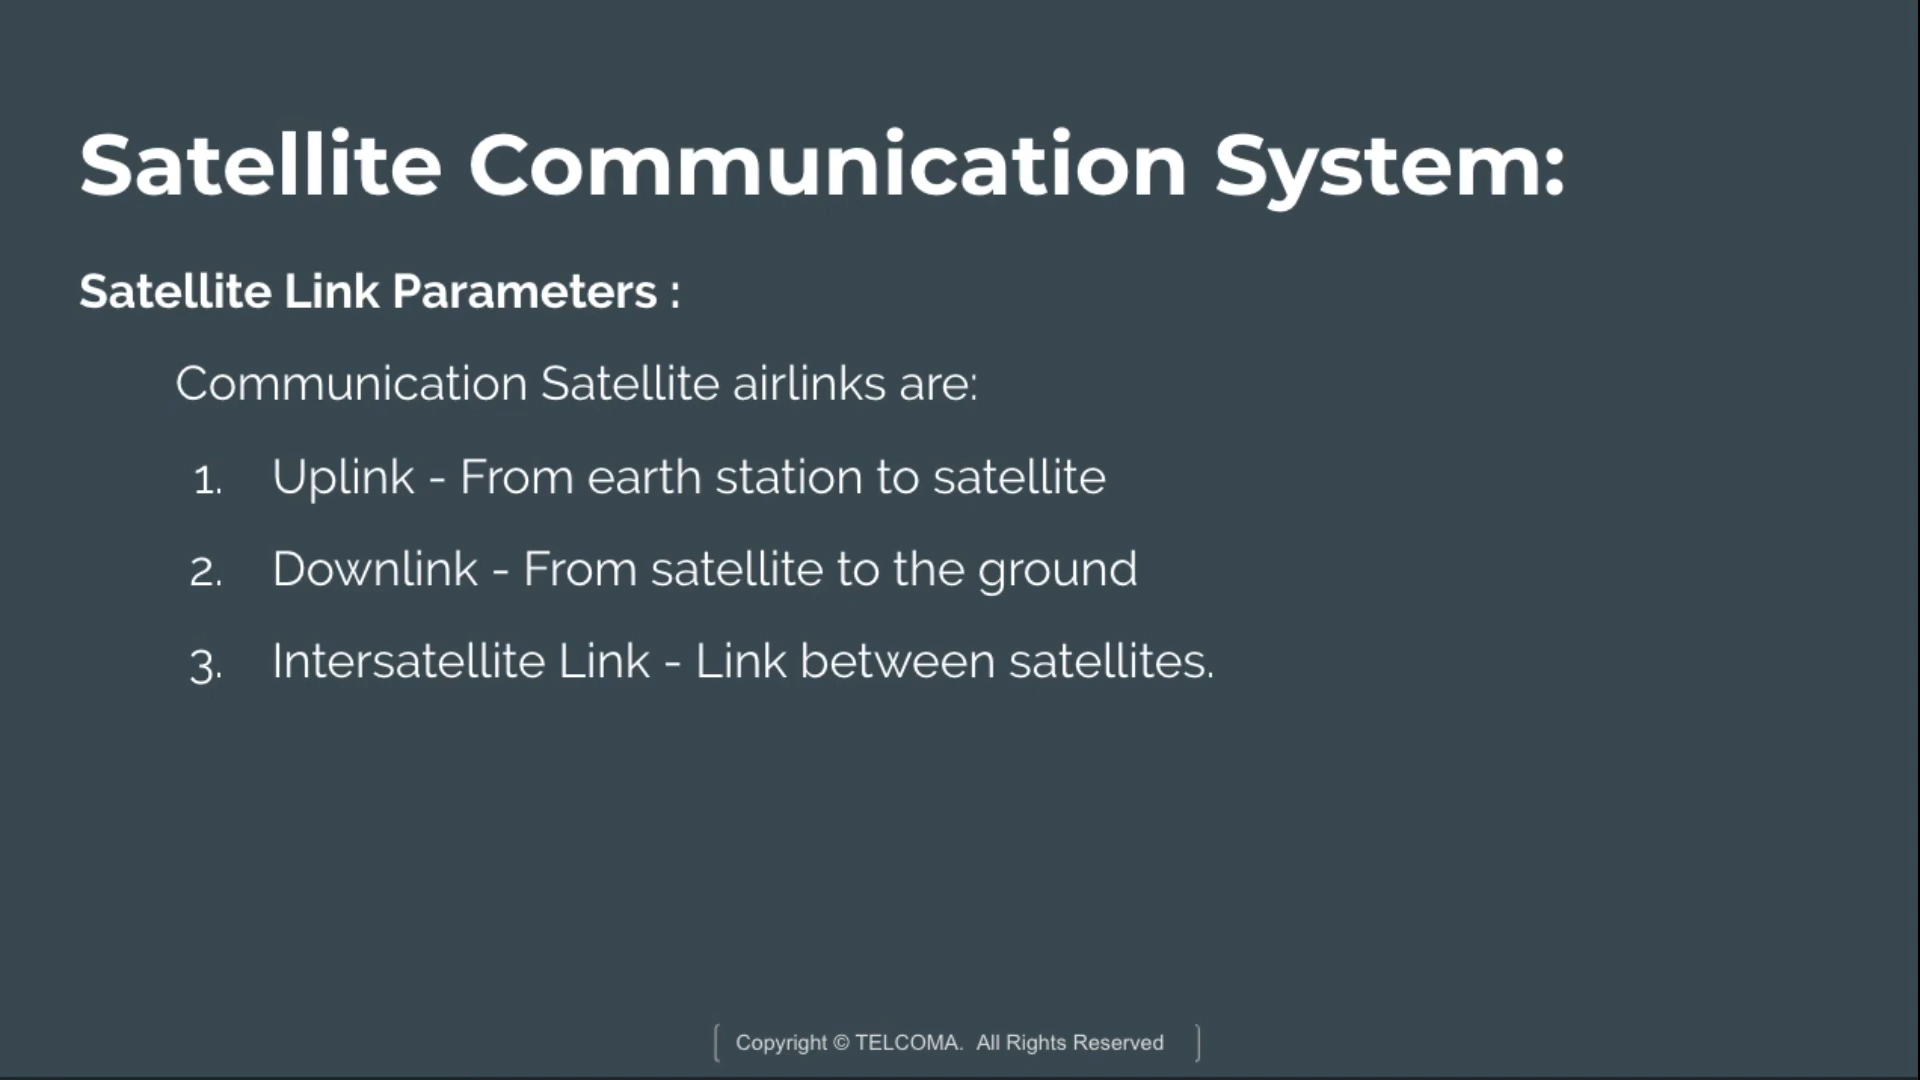 Satellite Communication System:
Satellite Link Parameters :
Communication Satellite airlinks are:
1. Uplink - From earth station to satellite
2. Downlink - From satellite to the ground
3. Intersatellite Link - Link between satellites.
Copyright © TELCOMA. All Rights Reserved